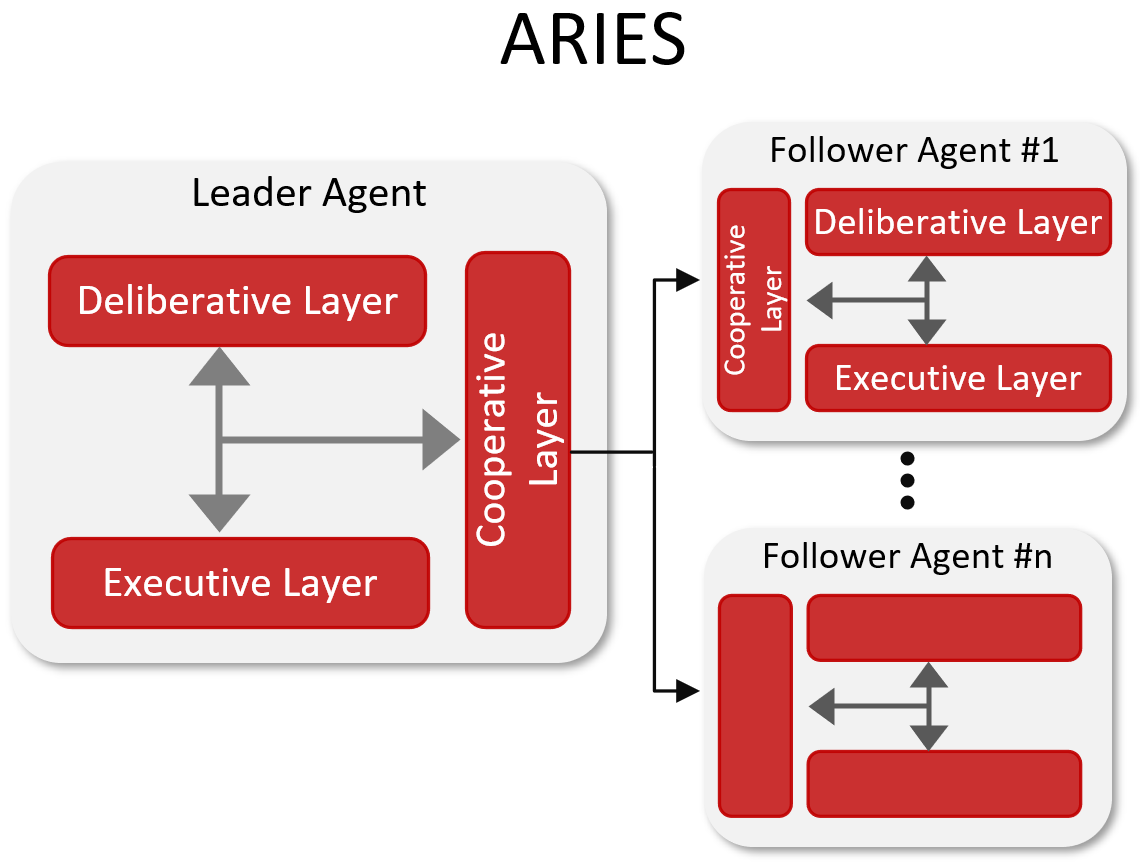 ARIES
Leader Agent
Deliberative Layer
Executive Layer
Cooperative
Layer
Follower Agent #1
Cooperative
Layer
Deliberative Layer
Executive Layer
Follower Agent #n